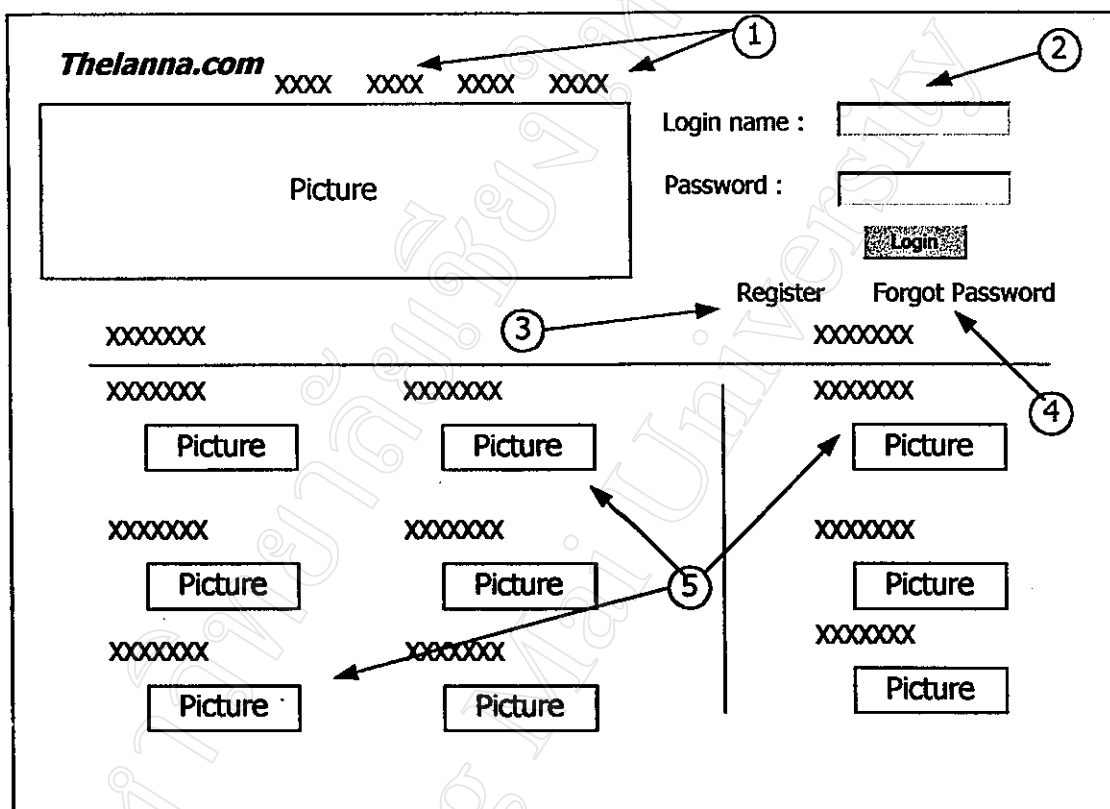 Thelanna.com
XXXX XXXX XXXX XXXX
1
2
Login name :
Picture
Password :
Login
Register Forgot Password
3
XXXXXXX XXXXXXX
XXXXXXX XXXXXXX XXXXXXX
4
Picture Picture Picture
XXXXXXX XXXXXXX XXXXXXX
Picture Picture 5 Picture
XXXXXXX XXXXXXX XXXXXXX
Picture Picture Picture
Mai University